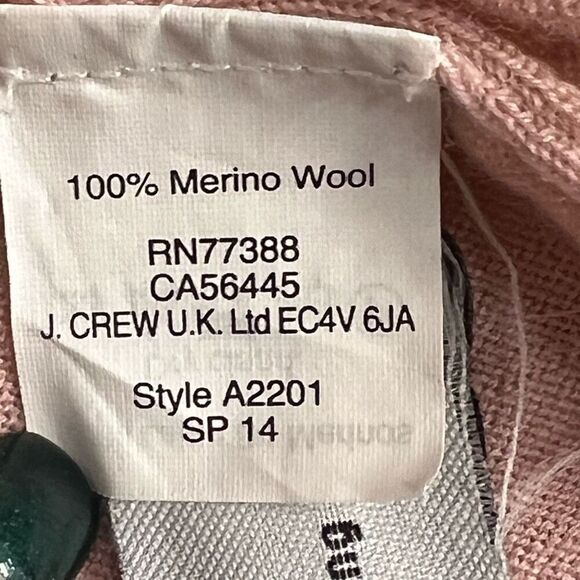 100% Merino Wool
RN77388
CA56445
J. CREW U.K. Ltd EC4V 6JA
Style A2201
SP 14